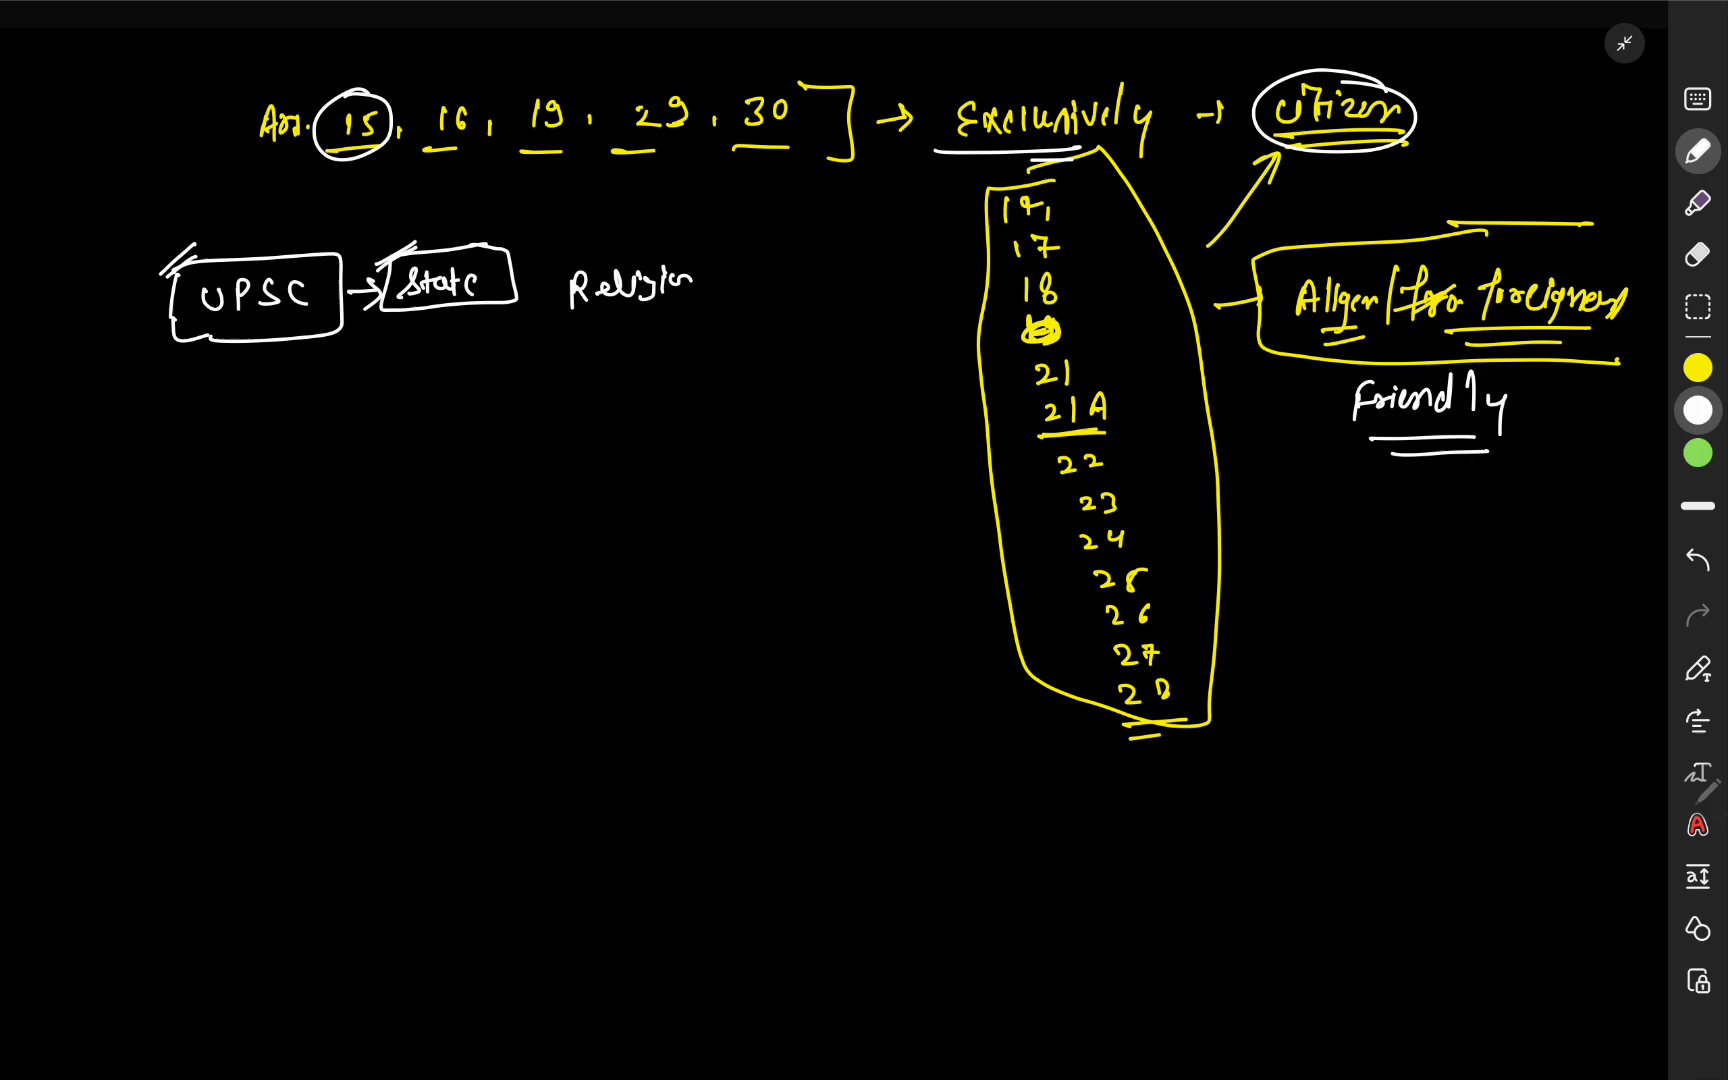 Art. 15, 16, 19, 29, 30 ] → Exclusively → Citizen
14,
17
18
21
21A
22
23
24
25
26
27
28
UPSC → State Religion
Aligen / foreigners
Friendly